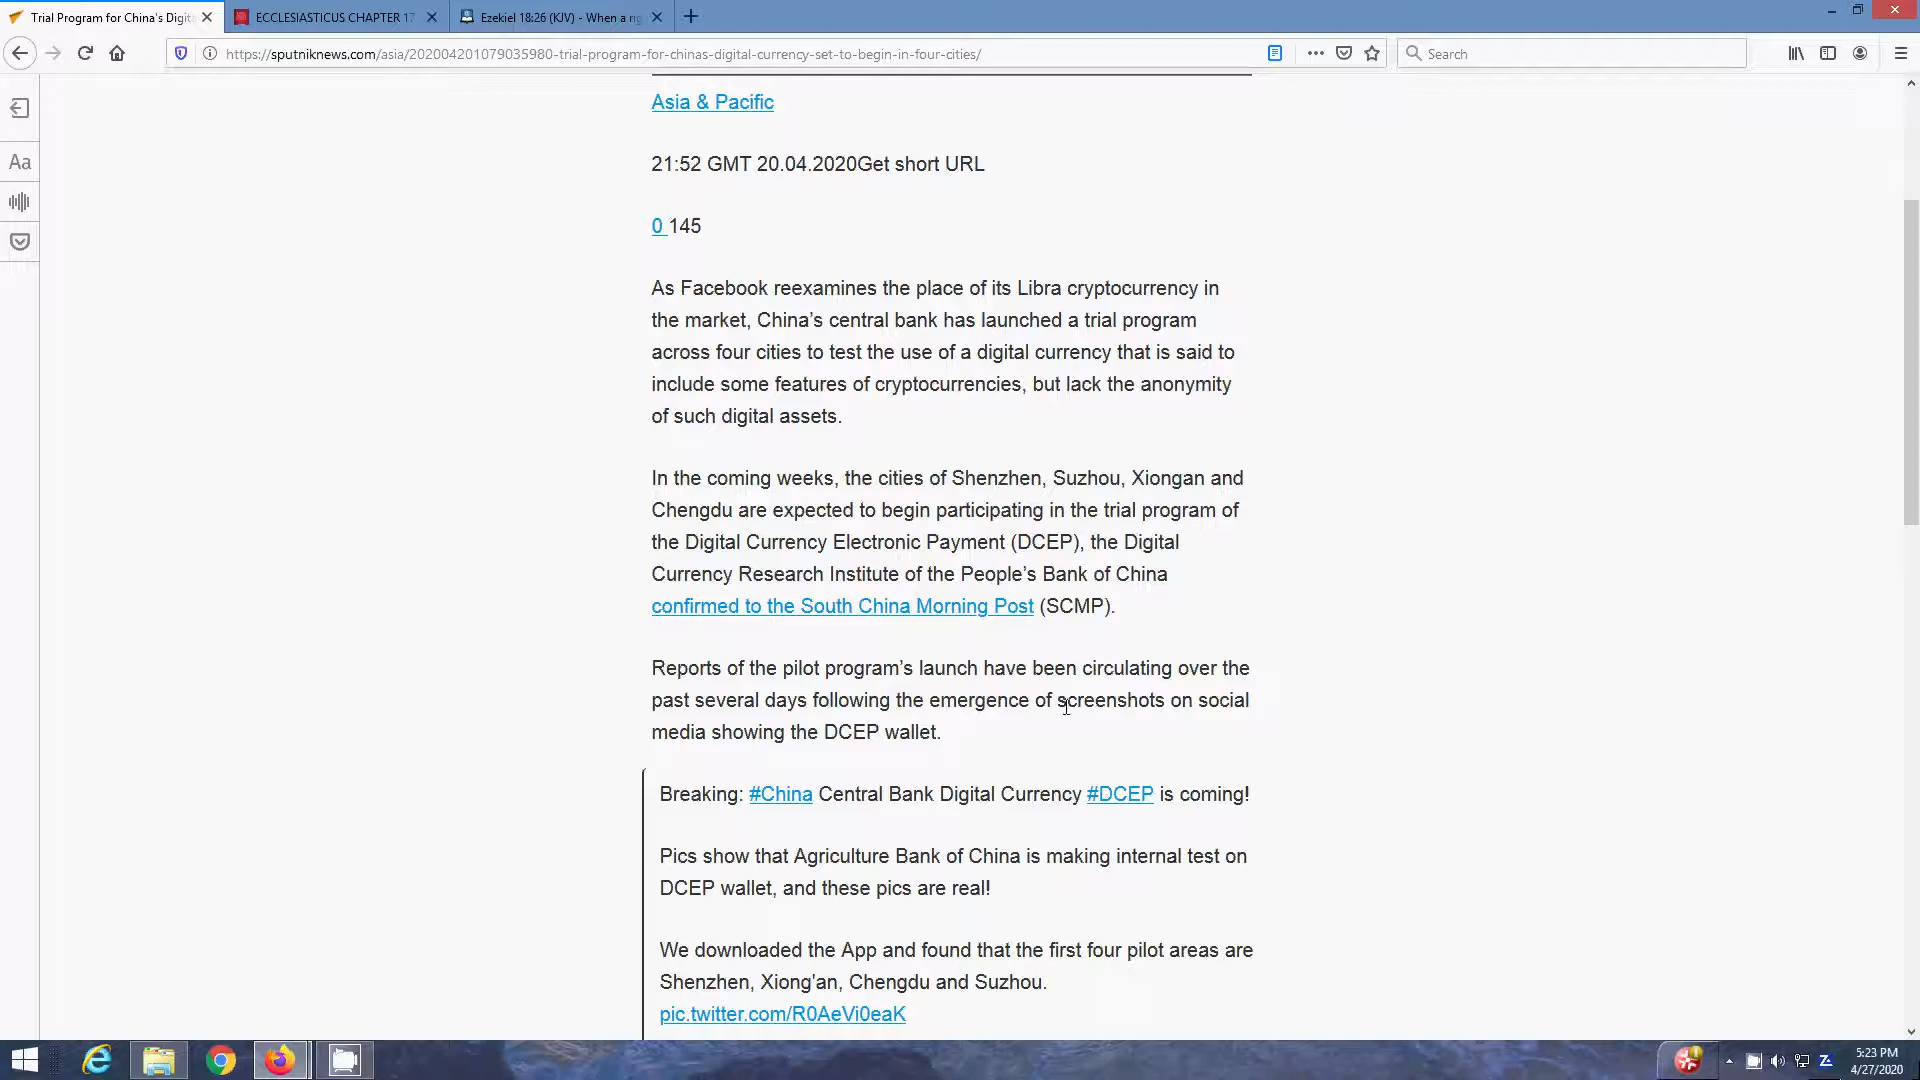 Trial Program for China's Digit
ECCLESIASTICUS CHAPTER 17
Ezekiel 18:26 (KJV) - When a rig
https://sputniknews.com/asia/202004201079035980-trial-program-for-chinas-digital-currency-set-to-begin-in-four-cities/
Search
Aa
Asia & Pacific
21:52 GMT 20.04.2020Get short URL
0 145
As Facebook reexamines the place of its Libra cryptocurrency in
the market, China’s central bank has launched a trial program
across four cities to test the use of a digital currency that is said to
include some features of cryptocurrencies, but lack the anonymity
of such digital assets.
In the coming weeks, the cities of Shenzhen, Suzhou, Xiongan and
Chengdu are expected to begin participating in the trial program of
the Digital Currency Electronic Payment (DCEP), the Digital
Currency Research Institute of the People’s Bank of China
confirmed to the South China Morning Post (SCMP).
Reports of the pilot program’s launch have been circulating over the
past several days following the emergence of screenshots on social
media showing the DCEP wallet.
Breaking: #China Central Bank Digital Currency #DCEP is coming!
Pics show that Agriculture Bank of China is making internal test on
DCEP wallet, and these pics are real!
We downloaded the App and found that the first four pilot areas are
Shenzhen, Xiong'an, Chengdu and Suzhou.
pic.twitter.com/R0AeVi0eaK
5:23 PM
4/27/2020